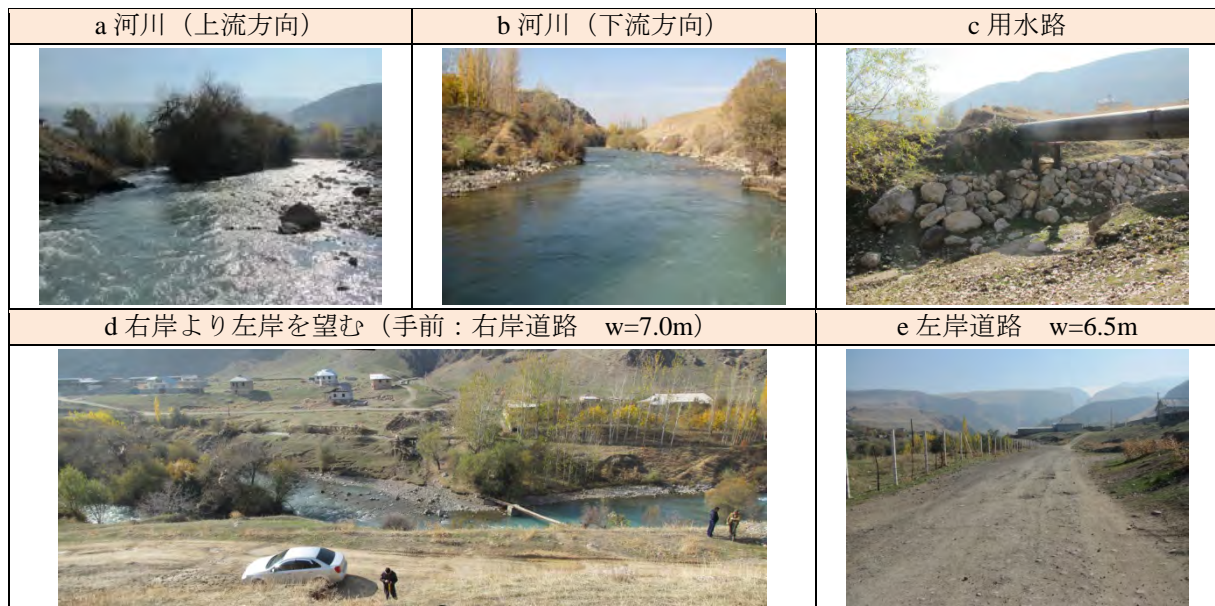 a 河川（上流方向）
b 河川（下流方向）
c 用水路
d 右岸より左岸を望む（手前：右岸道路　w=7.0m）
e 左岸道路　w=6.5m